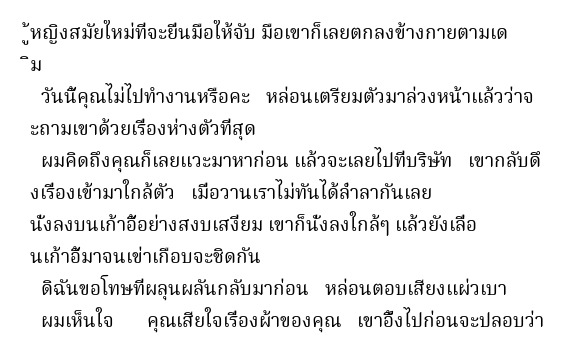 ู้หญิงสมัยใหม่ที่จะยื่นมือให้จับ มือเขาก็เลยตกลงข้างกายตามเด
ิม
วันนี้คุณไม่ไปทำงานหรือคะ หล่อนเตรียมตัวมาล่วงหน้าแล้วว่าจ
ะถามเขาด้วยเรื่องห่างตัวที่สุด
ผมคิดถึงคุณก็เลยแวะมาหาก่อน แล้วจะเลยไปที่บริษัท เขากลับดึ
งเรื่องเข้ามาใกล้ตัว เมื่อวานเราไม่ทันได้ล่ำลากันเลย
นั่งลงบนเก้าอี้อย่างสงบเสงี่ยม เขาก็นั่งลงใกล้ๆ แล้วยังเลื่อ
นเก้าอี้มาจนเข่าเกือบจะชิดกัน
ดิฉันขอโทษที่ผลุนผลันกลับมาก่อน หล่อนตอบเสียงแผ่วเบา
ผมเห็นใจ คุณเสียใจเรื่องผ้าของคุณ เขาอึ้งไปก่อนจะปลอบว่า